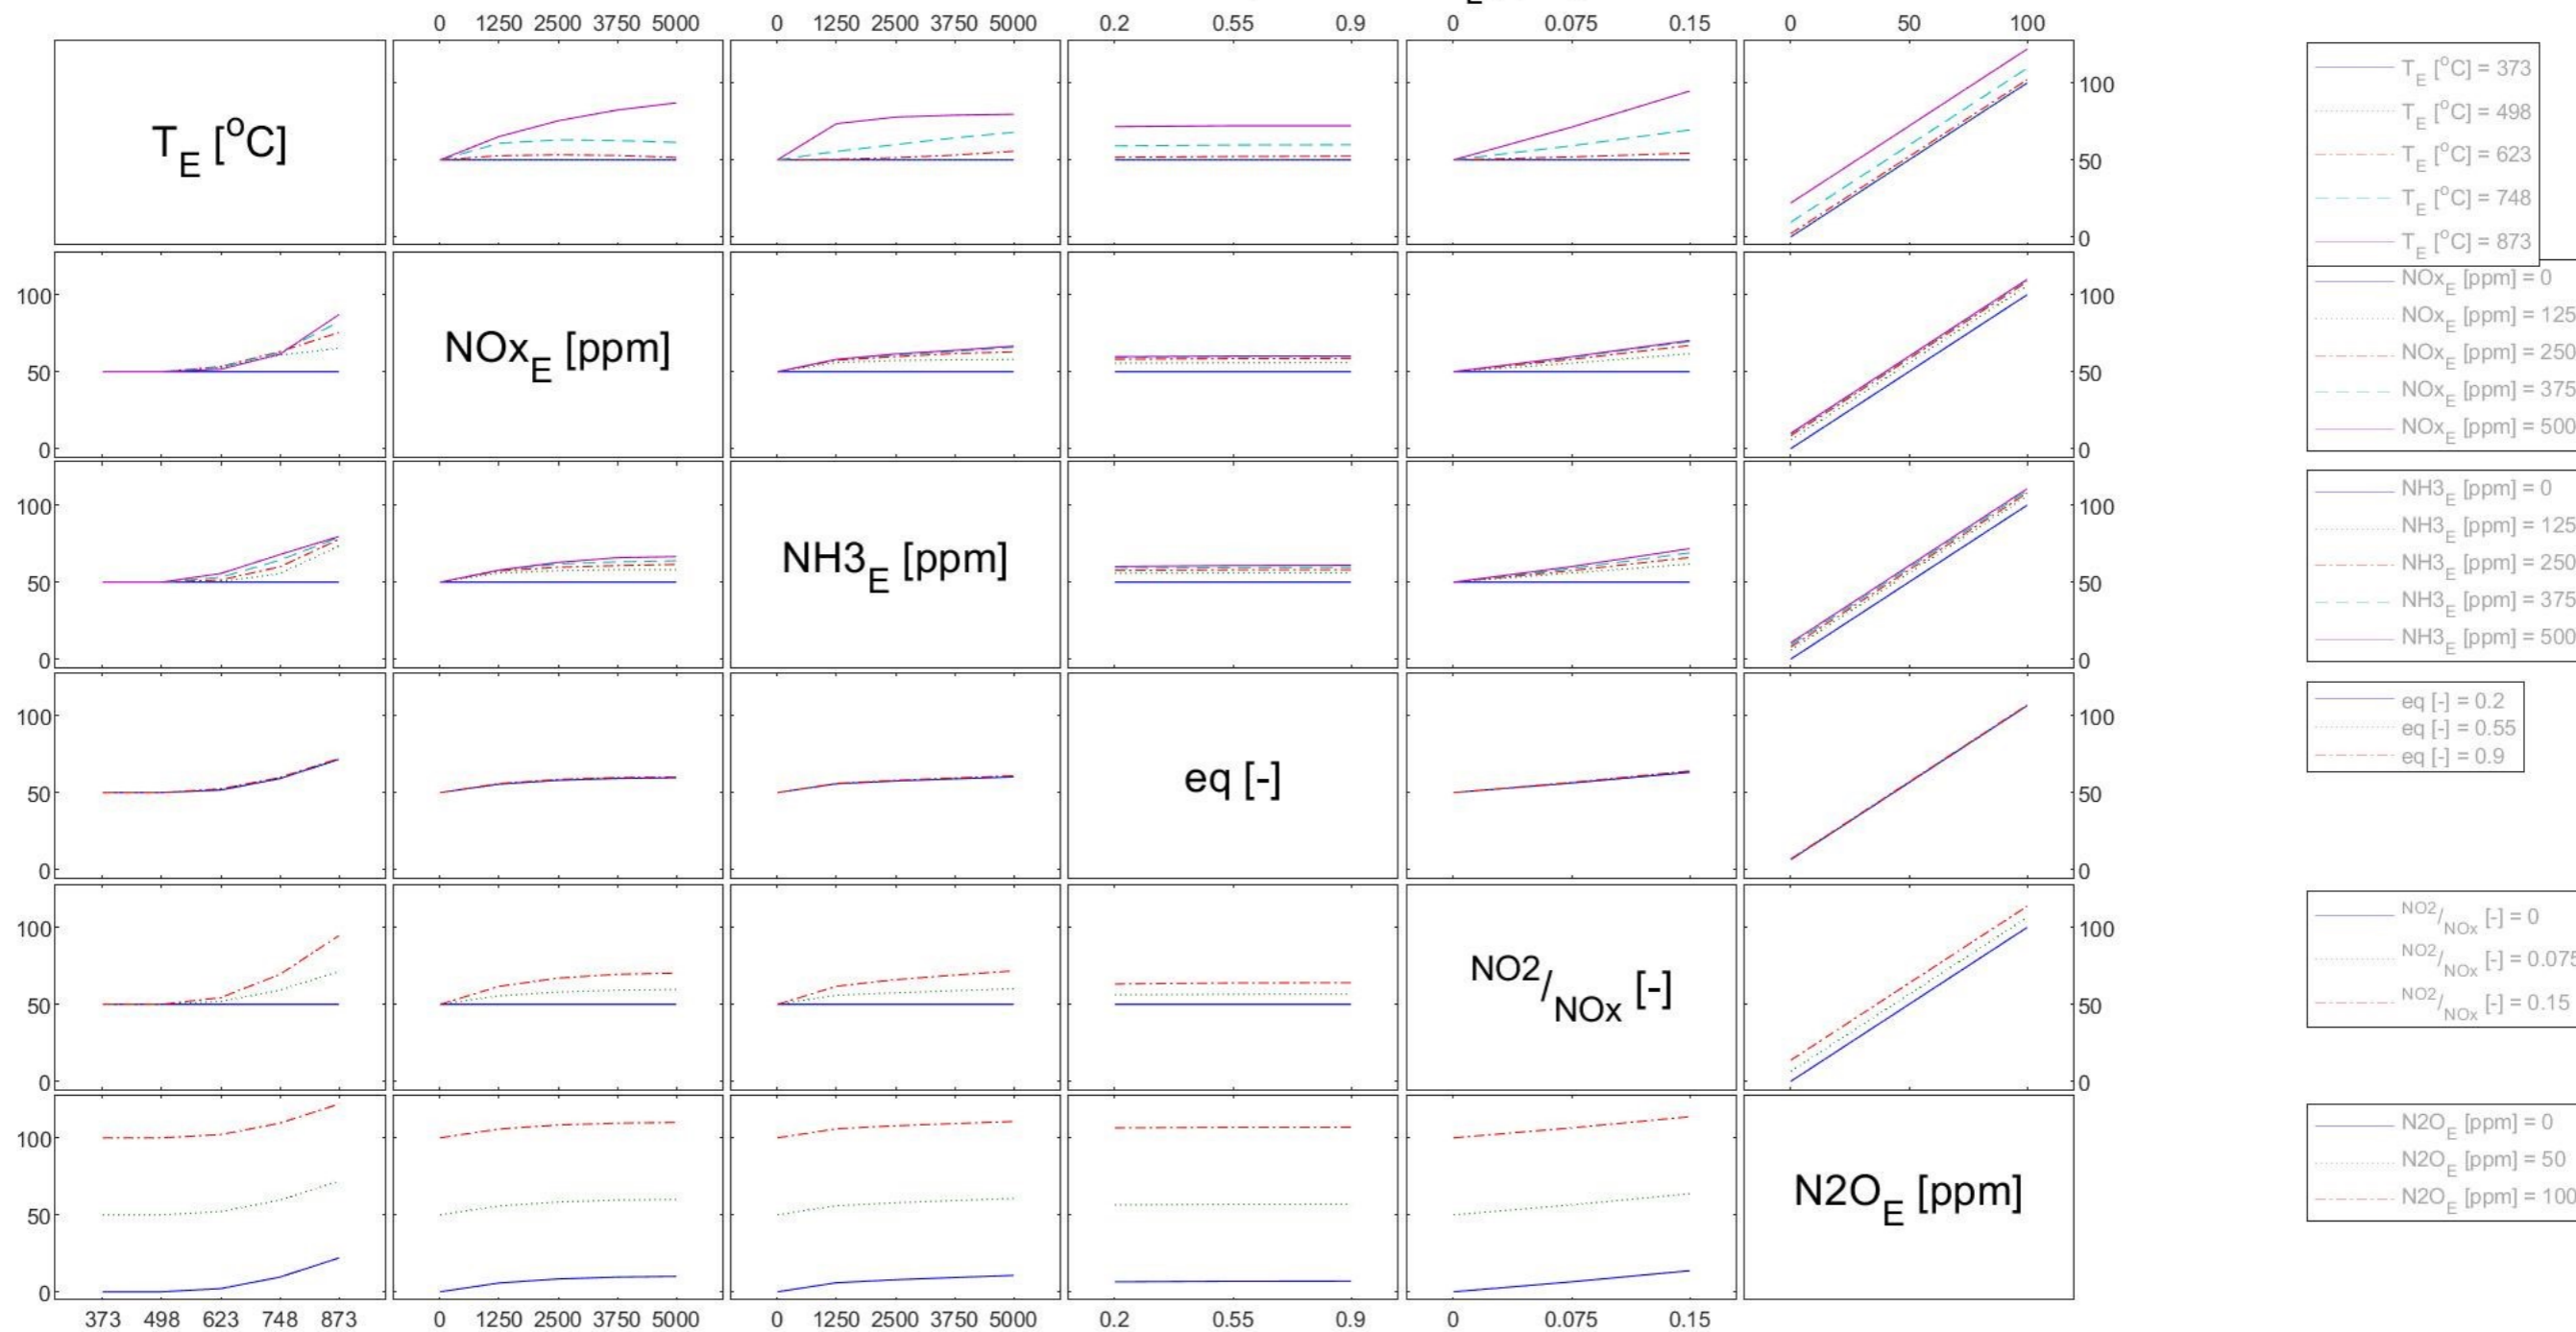 E
0 1250 2500 3750 5000 0 1250 2500 3750 5000 0.2 0.55 0.9 0 0.075 0.15 0 50 100
T_E [°C]
100
50
0
T_E [°C] = 373
T_E [°C] = 498
T_E [°C] = 623
T_E [°C] = 748
T_E [°C] = 873
100
50
0
NOx_E [ppm]
100
50
0
NOx_E [ppm] = 0
NOx_E [ppm] = 125
NOx_E [ppm] = 250
NOx_E [ppm] = 375
NOx_E [ppm] = 500
100
50
0
NH3_E [ppm]
100
50
0
NH3_E [ppm] = 0
NH3_E [ppm] = 125
NH3_E [ppm] = 250
NH3_E [ppm] = 375
NH3_E [ppm] = 500
100
50
0
eq [-]
100
50
0
eq [-] = 0.2
eq [-] = 0.55
eq [-] = 0.9
100
50
0
NO2/NOx [-]
100
50
0
NO2/NOx [-] = 0
NO2/NOx [-] = 0.075
NO2/NOx [-] = 0.15
100
50
0
N2O_E [ppm]
N2O_E [ppm] = 0
N2O_E [ppm] = 50
N2O_E [ppm] = 100
373 498 623 748 873 0 1250 2500 3750 5000 0 1250 2500 3750 5000 0.2 0.55 0.9 0 0.075 0.15